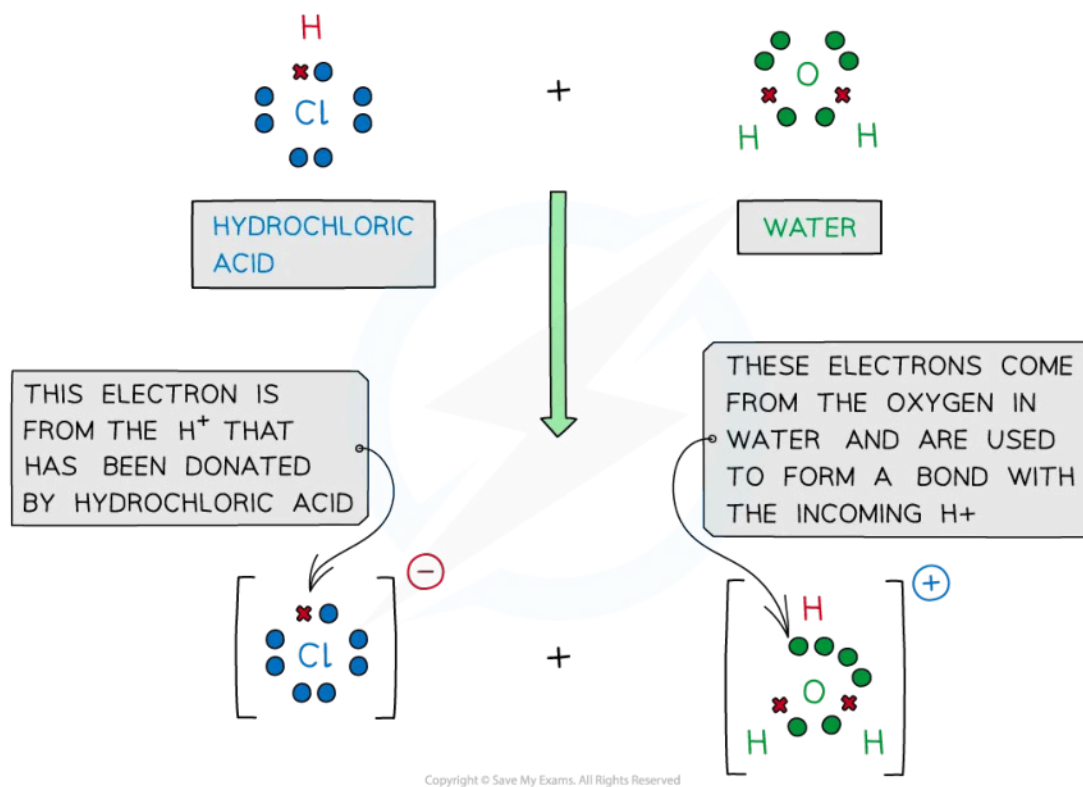 H
Cl
+
O
H
H
HYDROCHLORIC
ACID
WATER
THIS ELECTRON IS
FROM THE H⁺ THAT
HAS BEEN DONATED
BY HYDROCHLORIC ACID
THESE ELECTRONS COME
FROM THE OXYGEN IN
WATER AND ARE USED
TO FORM A BOND WITH
THE INCOMING H+
Cl
−
+
H
O
H
H
+
Copyright © Save My Exams. All Rights Reserved